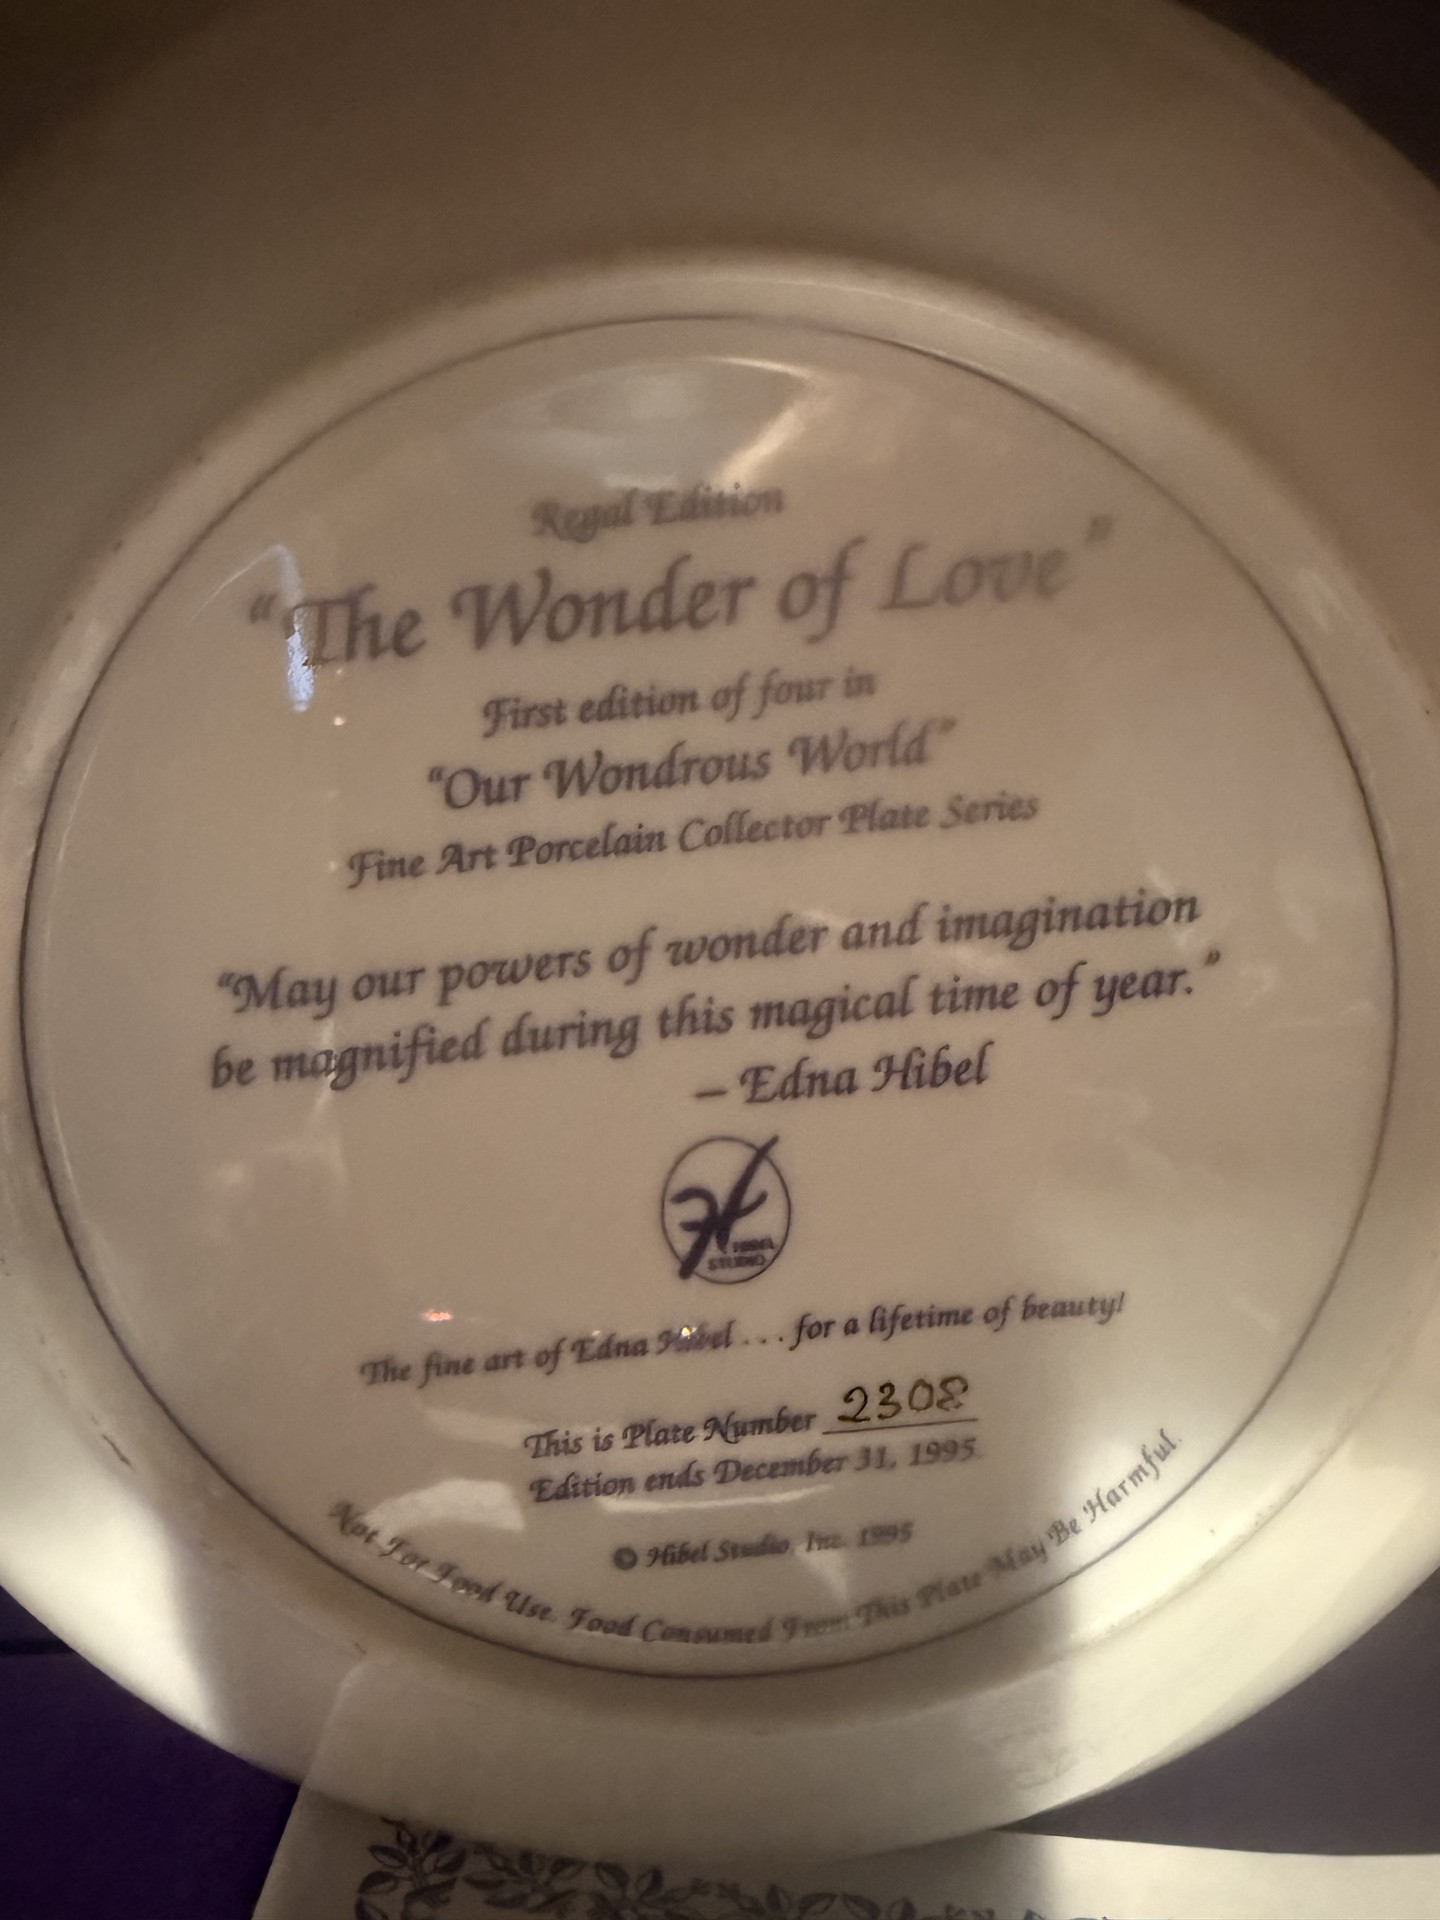 Regal Edition
"The Wonder of Love"
First edition of four in
"Our Wondrous World"
Fine Art Porcelain Collector Plate Series
"May our powers of wonder and imagination
be magnified during this magical time of year."
– Edna Hibel
HIBEL
STUDIO
The fine art of Edna Hibel . . . for a lifetime of beauty!
This is Plate Number 2308
Edition ends December 31, 1995
© Hibel Studio, Inc. 1995
Not For Food Use. Food Consumed From This Plate May Be Harmful.